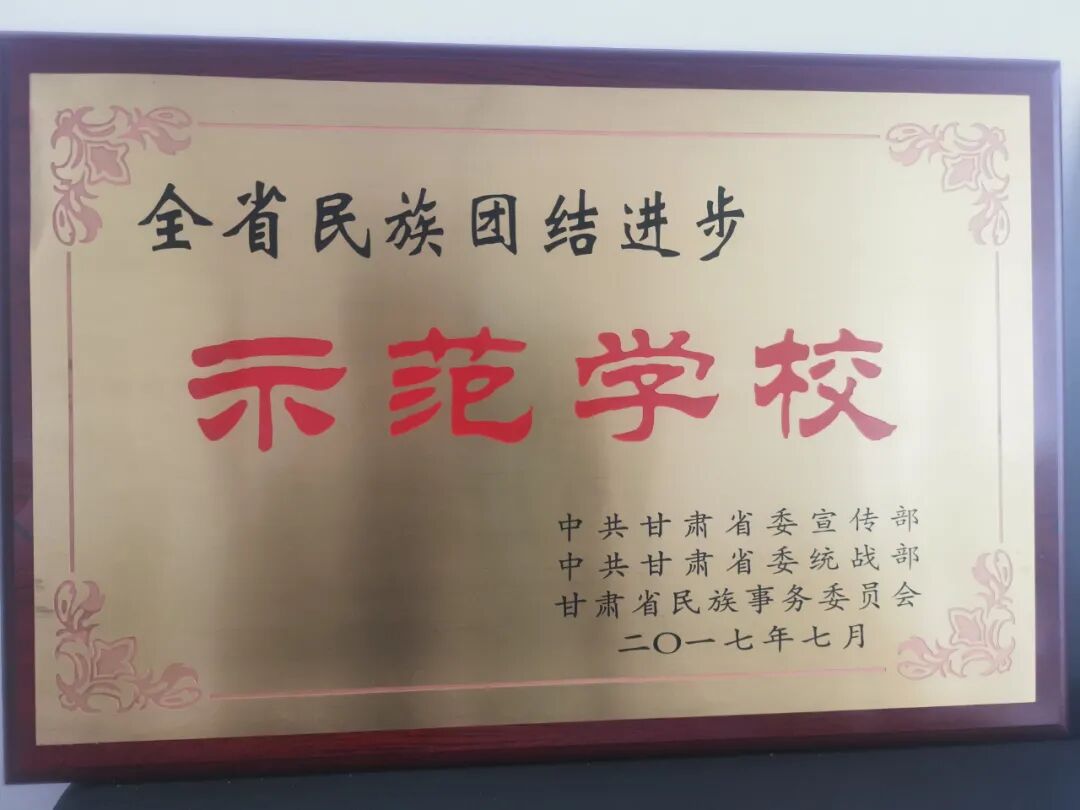 全省民族团结进步
示范学校
中共甘肃省委宣传部
中共甘肃省委统战部
甘肃省民族事务委员会
二〇一七年七月